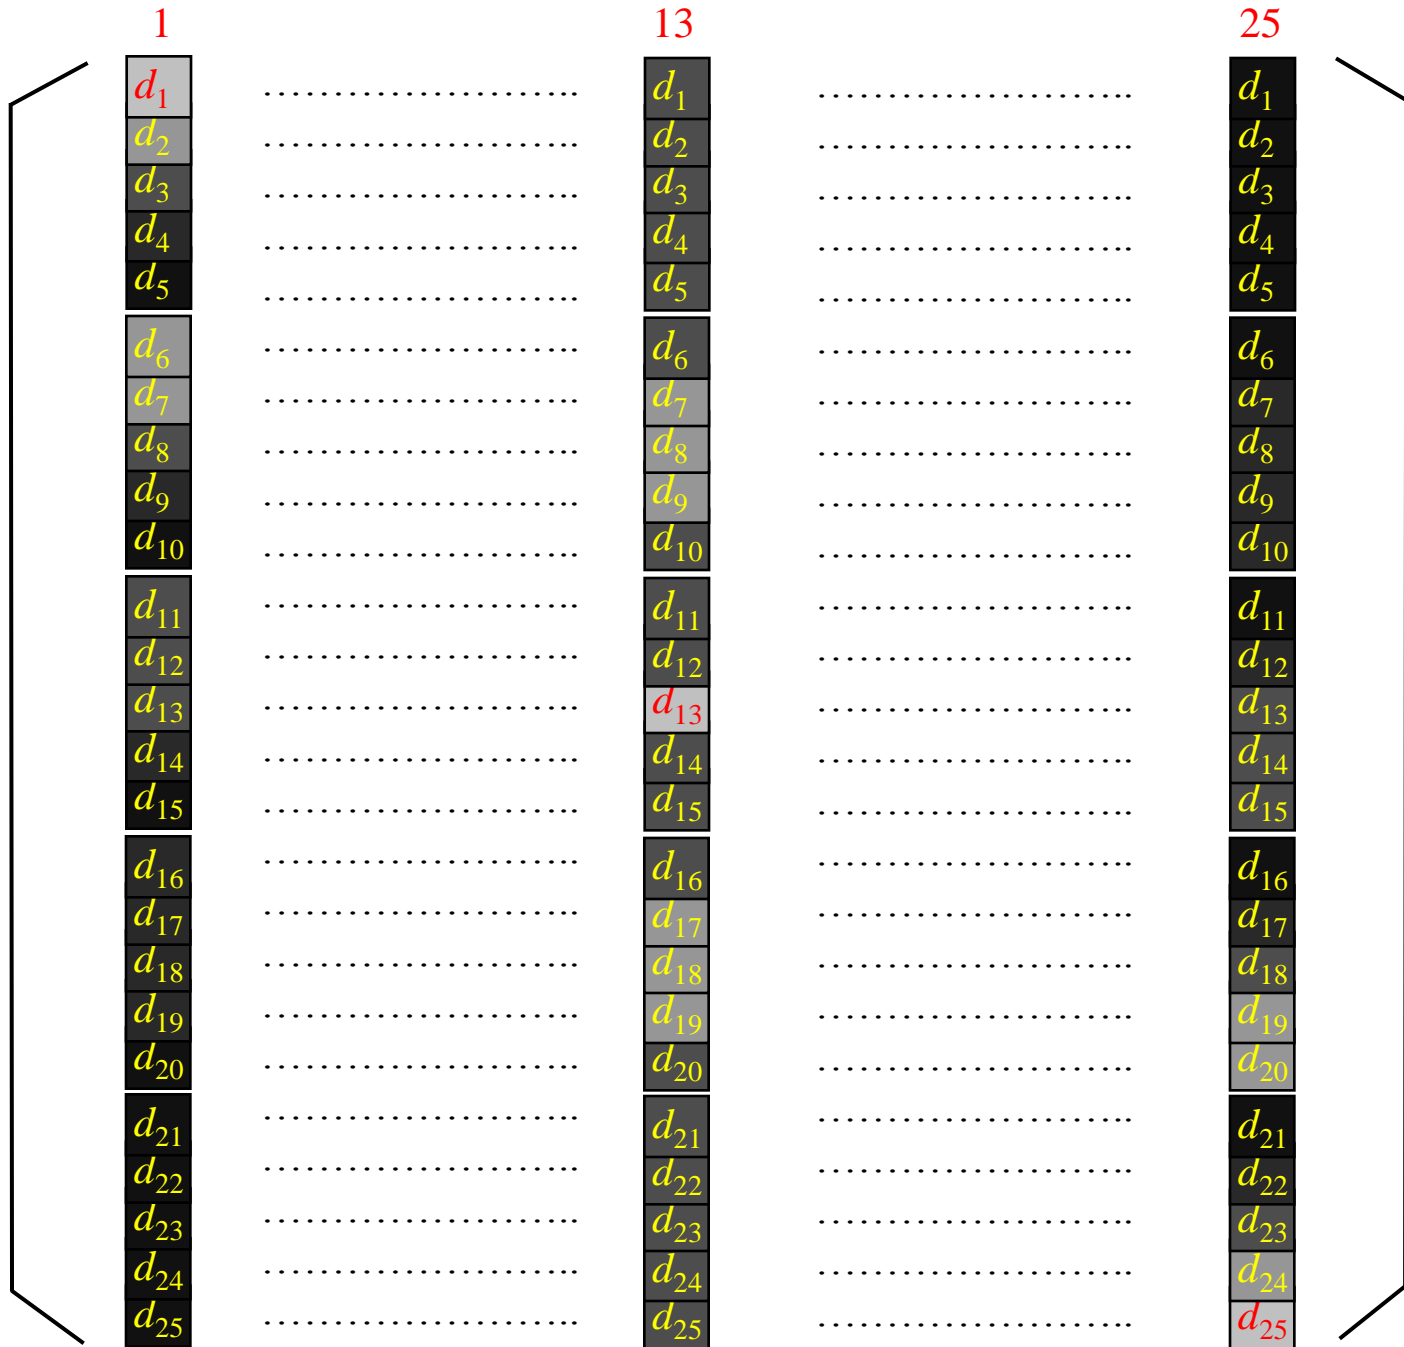 1 13 25
d₁ ...................... d₁ ...................... d₁
d₂ ...................... d₂ ...................... d₂
d₃ ...................... d₃ ...................... d₃
d₄ ...................... d₄ ...................... d₄
d₅ ...................... d₅ ...................... d₅
d₆ ...................... d₆ ...................... d₆
d₇ ...................... d₇ ...................... d₇
d₈ ...................... d₈ ...................... d₈
d₉ ...................... d₉ ...................... d₉
d₁₀ ...................... d₁₀ ...................... d₁₀
d₁₁ ...................... d₁₁ ...................... d₁₁
d₁₂ ...................... d₁₂ ...................... d₁₂
d₁₃ ...................... d₁₃ ...................... d₁₃
d₁₄ ...................... d₁₄ ...................... d₁₄
d₁₅ ...................... d₁₅ ...................... d₁₅
d₁₆ ...................... d₁₆ ...................... d₁₆
d₁₇ ...................... d₁₇ ...................... d₁₇
d₁₈ ...................... d₁₈ ...................... d₁₈
d₁₉ ...................... d₁₉ ...................... d₁₉
d₂₀ ...................... d₂₀ ...................... d₂₀
d₂₁ ...................... d₂₁ ...................... d₂₁
d₂₂ ...................... d₂₂ ...................... d₂₂
d₂₃ ...................... d₂₃ ...................... d₂₃
d₂₄ ...................... d₂₄ ...................... d₂₄
d₂₅ ...................... d₂₅ ...................... d₂₅